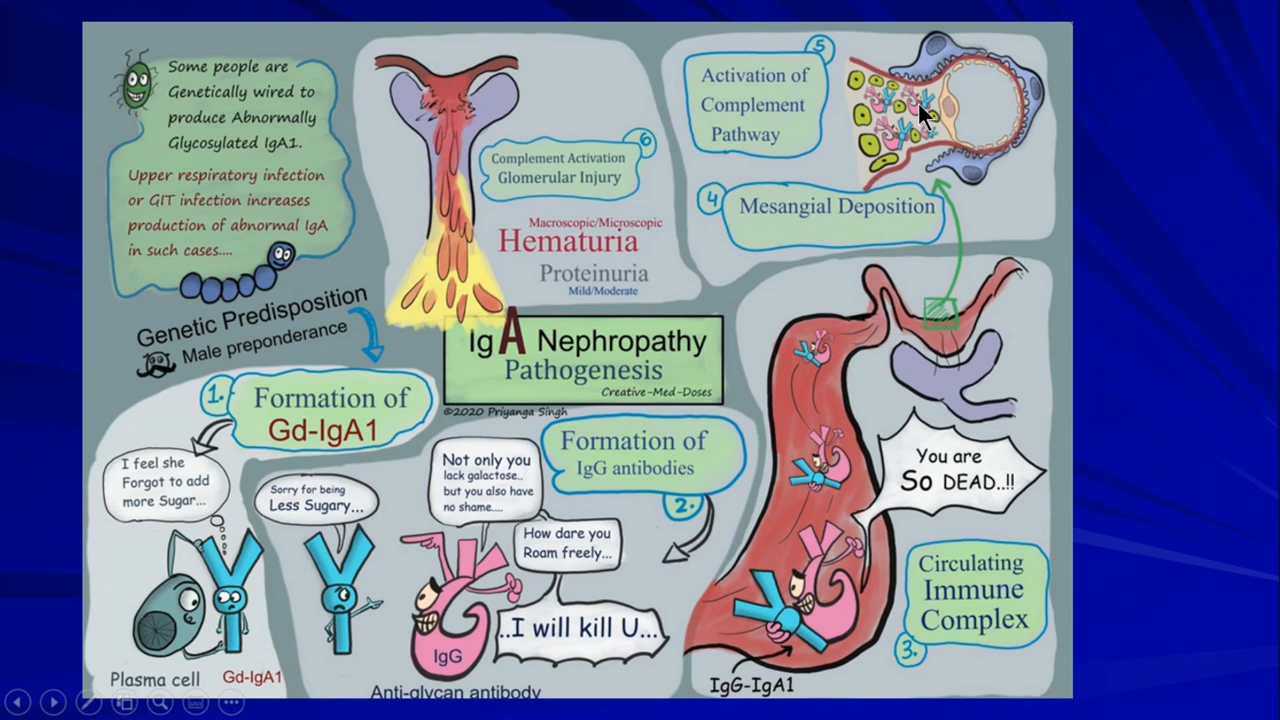 Some people are
Genetically wired to
produce Abnormally
Glycosylated IgA1.
Upper respiratory infection
or GIT infection increases
production of abnormal IgA
in such cases....
Genetic Predisposition
Male preponderance
1.
Formation of
Gd-IgA1
I feel she
Forgot to add
more Sugar...
Plasma cell
Gd-IgA1
Sorry for being
Less Sugary...
Not only you
lack galactose..
but you also have
no shame....
How dare you
Roam freely...
..I will kill U...
IgG
Anti-glycan antibody
Formation of
IgG antibodies
2.
IgA Nephropathy
Pathogenesis
Creative-Med-Doses
©2020 Priyanga Singh
You are
So DEAD..!!
Circulating
Immune
Complex
3.
IgG-IgA1
4
Mesangial Deposition
5
Activation of
Complement
Pathway
6
Complement Activation
Glomerular Injury
Macroscopic/Microscopic
Hematuria
Proteinuria
Mild/Moderate